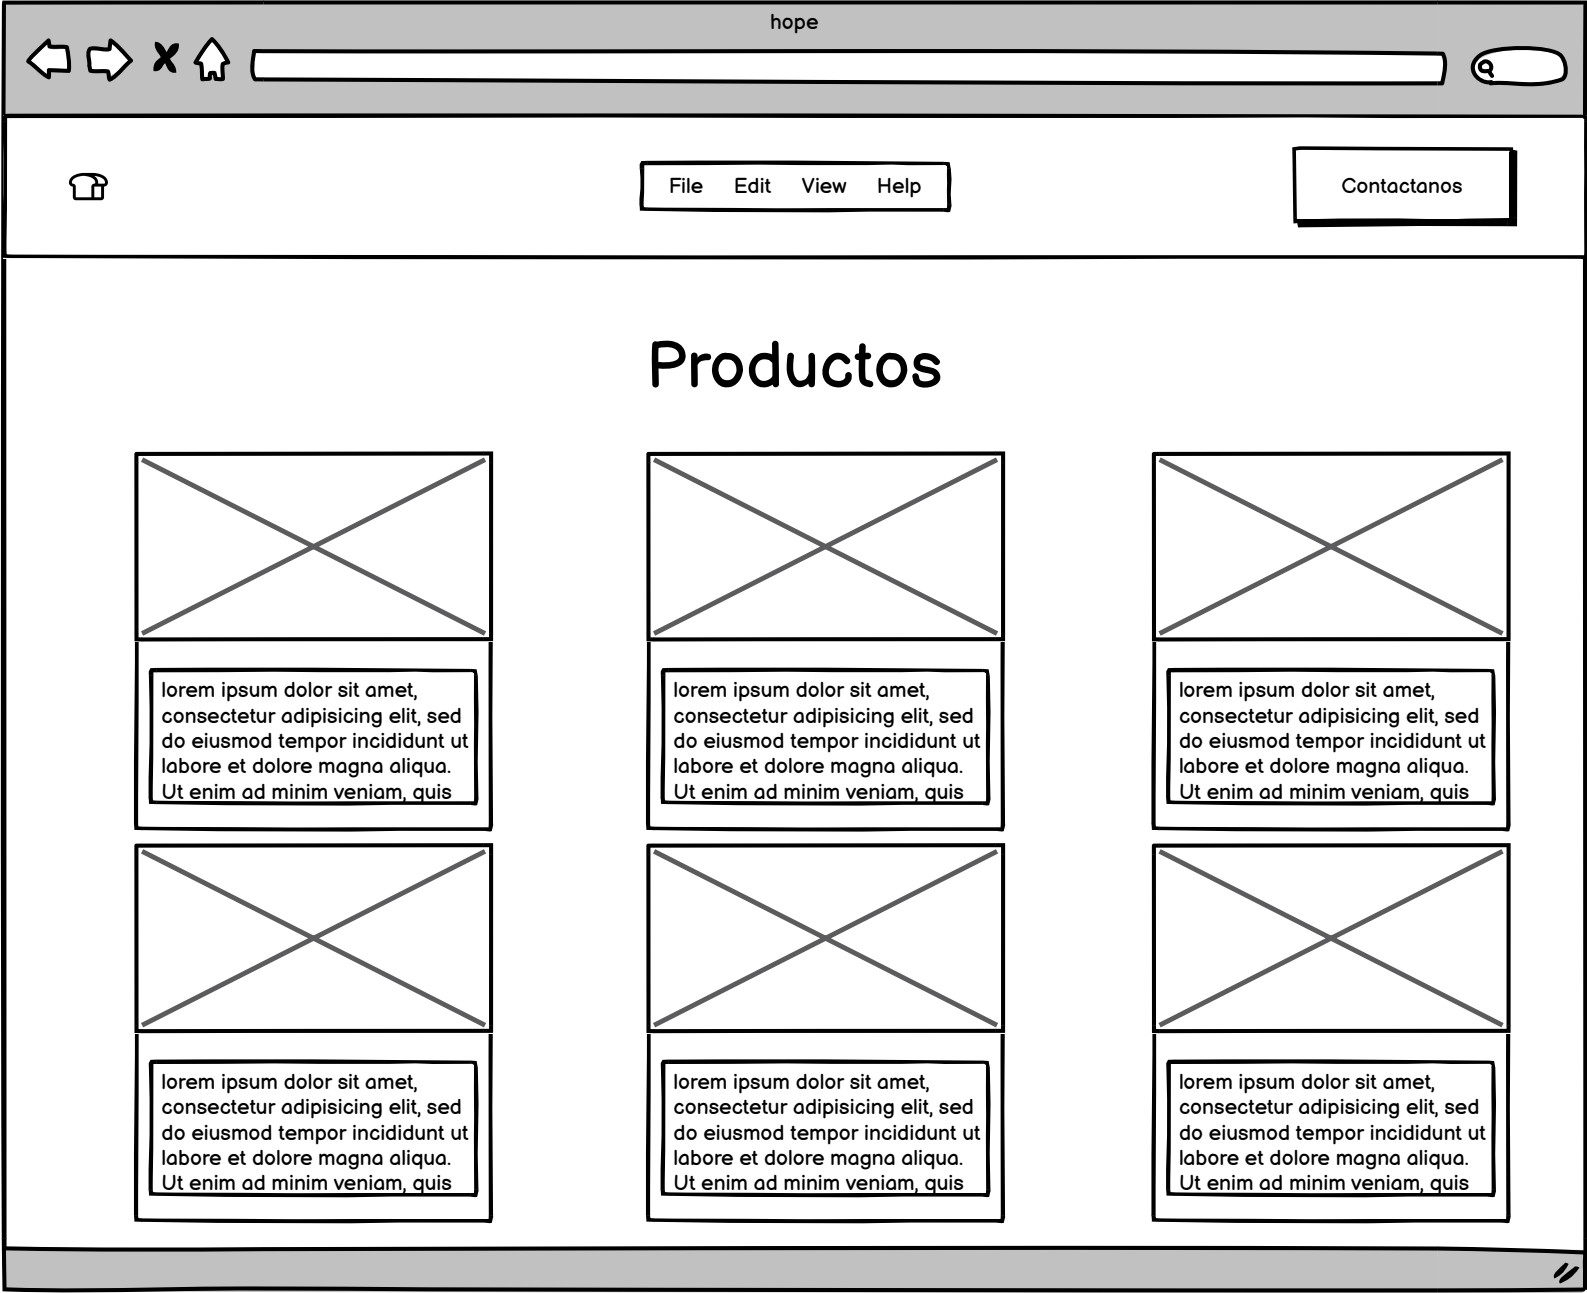 hope
File Edit View Help
Contactanos
Productos
lorem ipsum dolor sit amet,
consectetur adipisicing elit, sed
do eiusmod tempor incididunt ut
labore et dolore magna aliqua.
Ut enim ad minim veniam, quis
lorem ipsum dolor sit amet,
consectetur adipisicing elit, sed
do eiusmod tempor incididunt ut
labore et dolore magna aliqua.
Ut enim ad minim veniam, quis
lorem ipsum dolor sit amet,
consectetur adipisicing elit, sed
do eiusmod tempor incididunt ut
labore et dolore magna aliqua.
Ut enim ad minim veniam, quis
lorem ipsum dolor sit amet,
consectetur adipisicing elit, sed
do eiusmod tempor incididunt ut
labore et dolore magna aliqua.
Ut enim ad minim veniam, quis
lorem ipsum dolor sit amet,
consectetur adipisicing elit, sed
do eiusmod tempor incididunt ut
labore et dolore magna aliqua.
Ut enim ad minim veniam, quis
lorem ipsum dolor sit amet,
consectetur adipisicing elit, sed
do eiusmod tempor incididunt ut
labore et dolore magna aliqua.
Ut enim ad minim veniam, quis